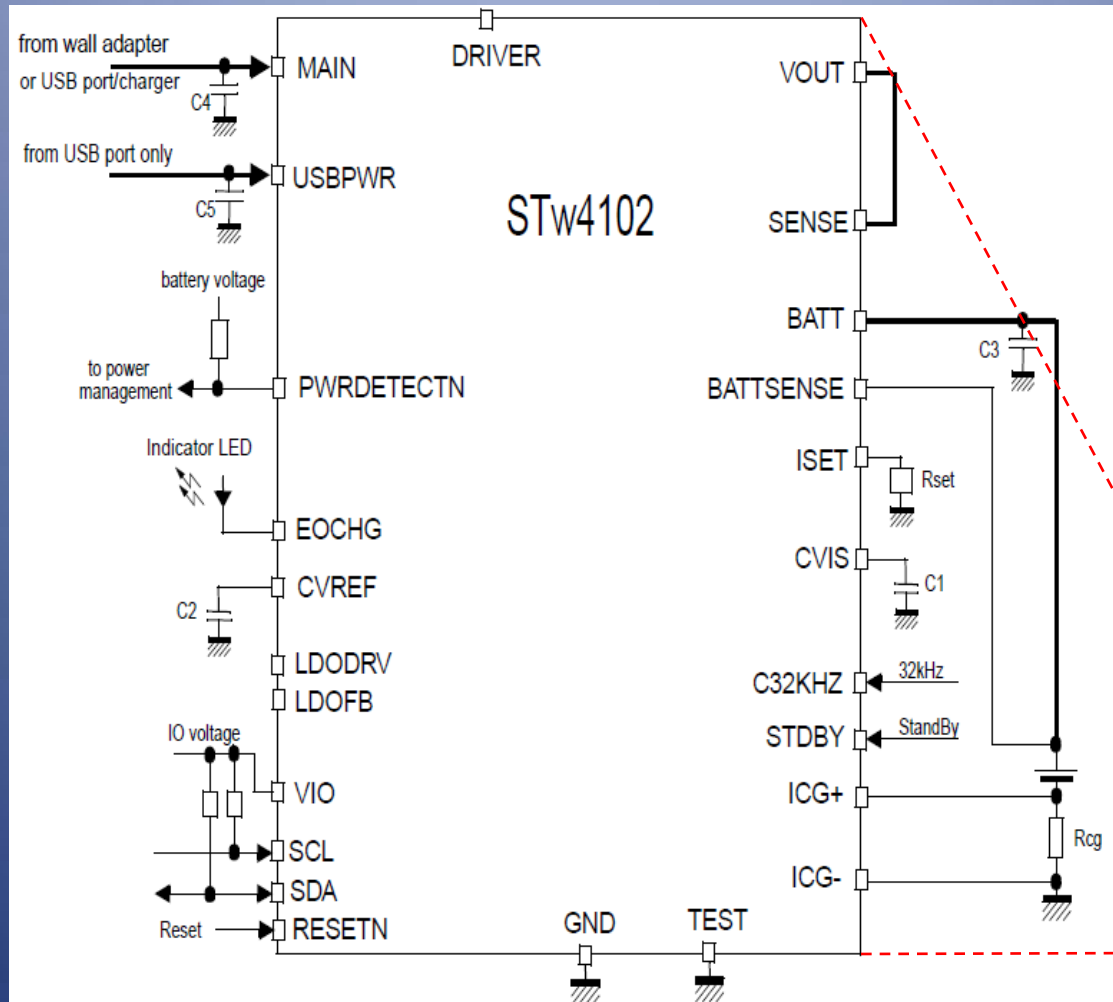 from wall adapter
or USB port/charger
C4
MAIN
DRIVER
VOUT
from USB port only
C5
USBPWR
STw4102
SENSE
battery voltage
BATT
C3
to power
management
PWRDETECTN
BATTSENSE
Indicator LED
ISET
Rset
EOCHG
CVIS
C1
CVREF
C2
LDODRV
LDOFB
C32KHZ
32kHz
IO voltage
STDBY
StandBy
VIO
ICG+
Rcg
SCL
SDA
ICG-
Reset
RESETN
GND
TEST